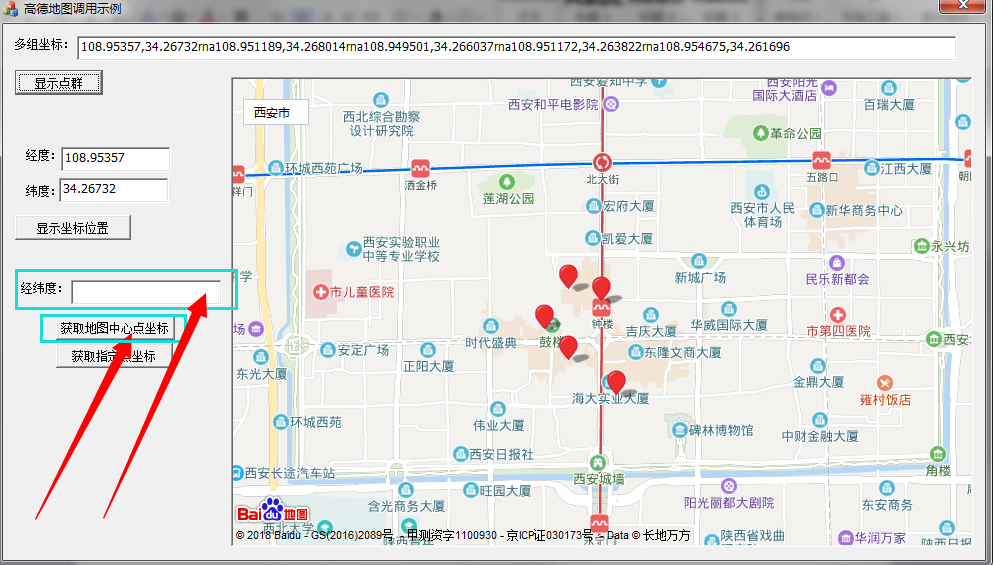 高德地图调用示例
多组坐标: 108.95357,34.26732rna108.951189,34.268014rna108.949501,34.266037rna108.951172,34.263822rna108.954675,34.261696
显示点群
经度: 108.95357
纬度: 34.26732
显示坐标位置
经纬度:
获取地图中心点坐标
获取指定点坐标
西安市
西安爱知中学
西安阳光
国际大酒店
百瑞大厦
西安和平电影院
西北综合勘察
设计研究院
革命公园
环城西苑广场
洒金桥
北大街
五路口
江西大厦
朝
祥门
莲湖公园
宏府大厦
西安市人民
体育场
新华商务中心
西安实验职业
中等专业学校
凯爱大厦
永兴坊
学
新城广场
民乐新都会
市儿童医院
钟楼
吉庆大厦
华威国际大厦
市第四医院
场
时代盛典
鼓楼
安定广场
东隆文商大厦
西安
东光大厦
正阳大厦
金鼎大厦
海大实业大厦
雍村饭店
环城西苑
伟业大厦
碑林博物馆
中财金融大厦
西安日报社
角楼
西安长途汽车站
西安城墙
旺园大厦
阳光丽都大剧院
东安商务
含光商务大厦
Bai 地图
西北大学
陕西省戏曲
华润万家
陕西日
© 2018 Baidu - GS(2016)2089号 - 甲测资字1100930 - 京ICP证030173号 - Data © 长地万方